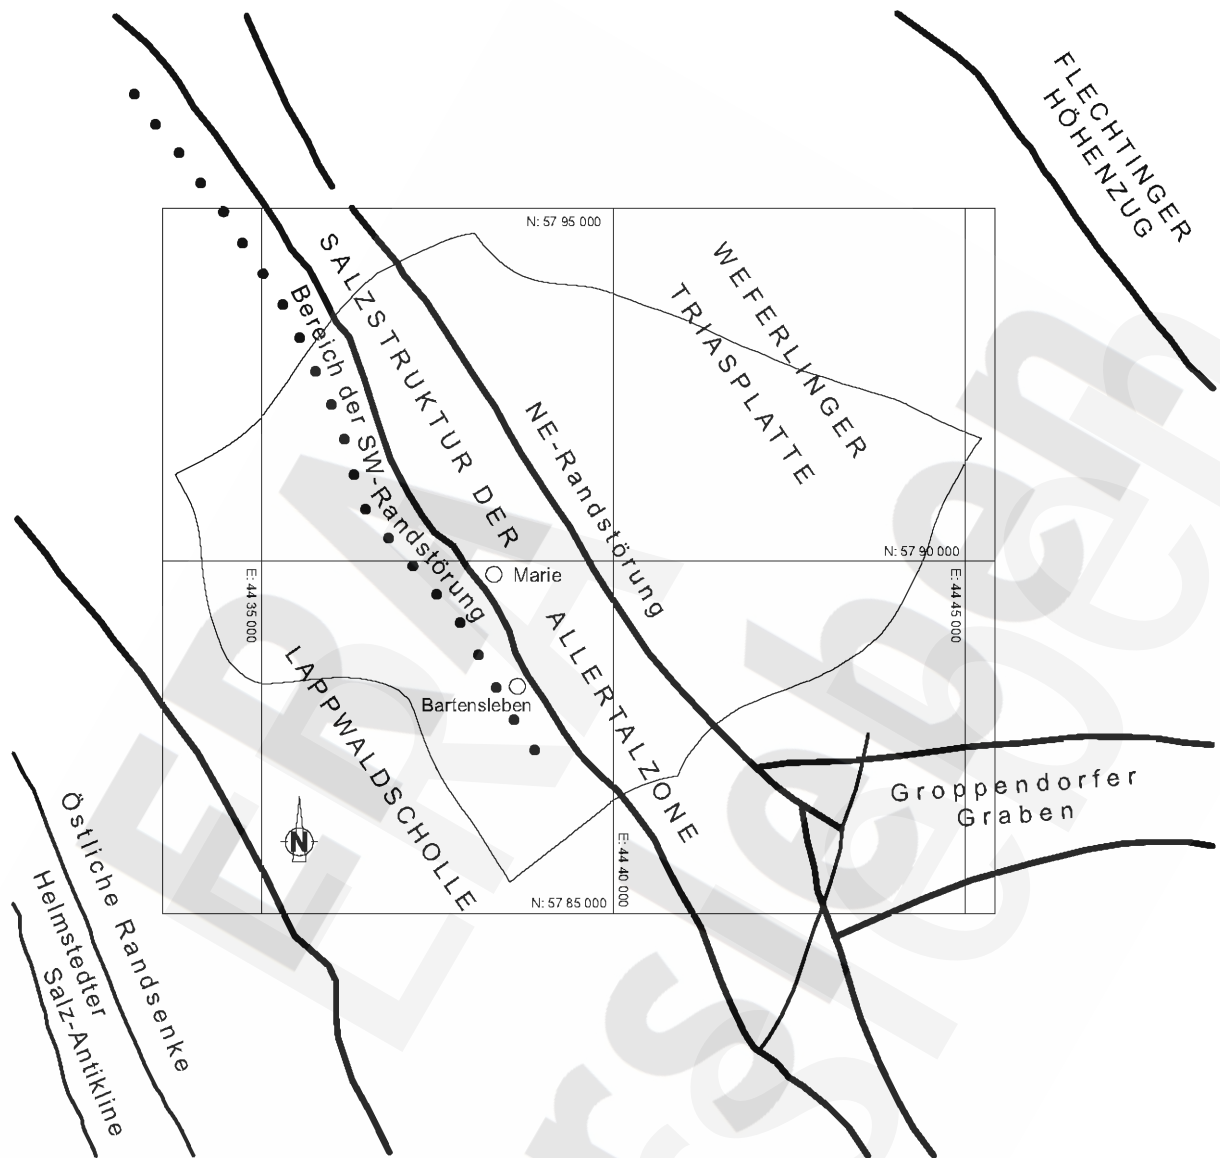 FLECHTINGER
HÖHENZUG
N: 57 95 000
WEFERLINGER
TRIASPLATTE
SALZSTRUKTUR DER
ALLERTALZONE
Bereich der SW-Randstörung
NE-Randstörung
N: 57 90 000
E: 44 35 000
E: 44 45 000
Marie
Bartensleben
LAPPWALDSCHOLLE
Groppendorfer
Graben
Östliche Randsenke
Helmstedter
Salz-Antikline
N
E: 44 40 000
N: 57 85 000
ERA